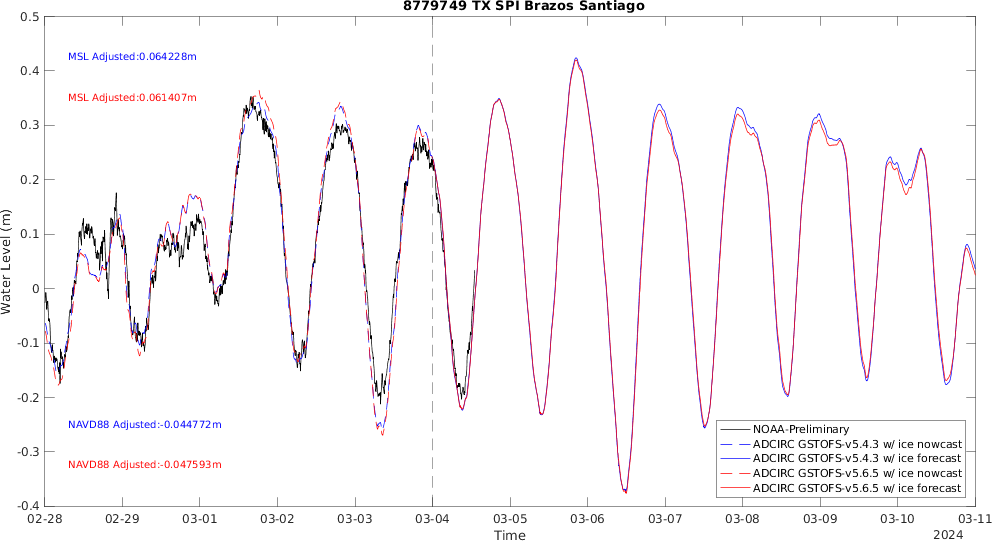 8779749 TX SPI Brazos Santiago
0.5
0.4
0.3
0.2
0.1
0
-0.1
-0.2
-0.3
-0.4
Water Level (m)
MSL Adjusted:0.064228m
MSL Adjusted:0.061407m
NAVD88 Adjusted:-0.044772m
NAVD88 Adjusted:-0.047593m
NOAA-Preliminary
ADCIRC GSTOFS-v5.4.3 w/ ice nowcast
ADCIRC GSTOFS-v5.4.3 w/ ice forecast
ADCIRC GSTOFS-v5.6.5 w/ ice nowcast
ADCIRC GSTOFS-v5.6.5 w/ ice forecast
02-28 02-29 03-01 03-02 03-03 03-04 03-05 03-06 03-07 03-08 03-09 03-10 03-11
Time
2024